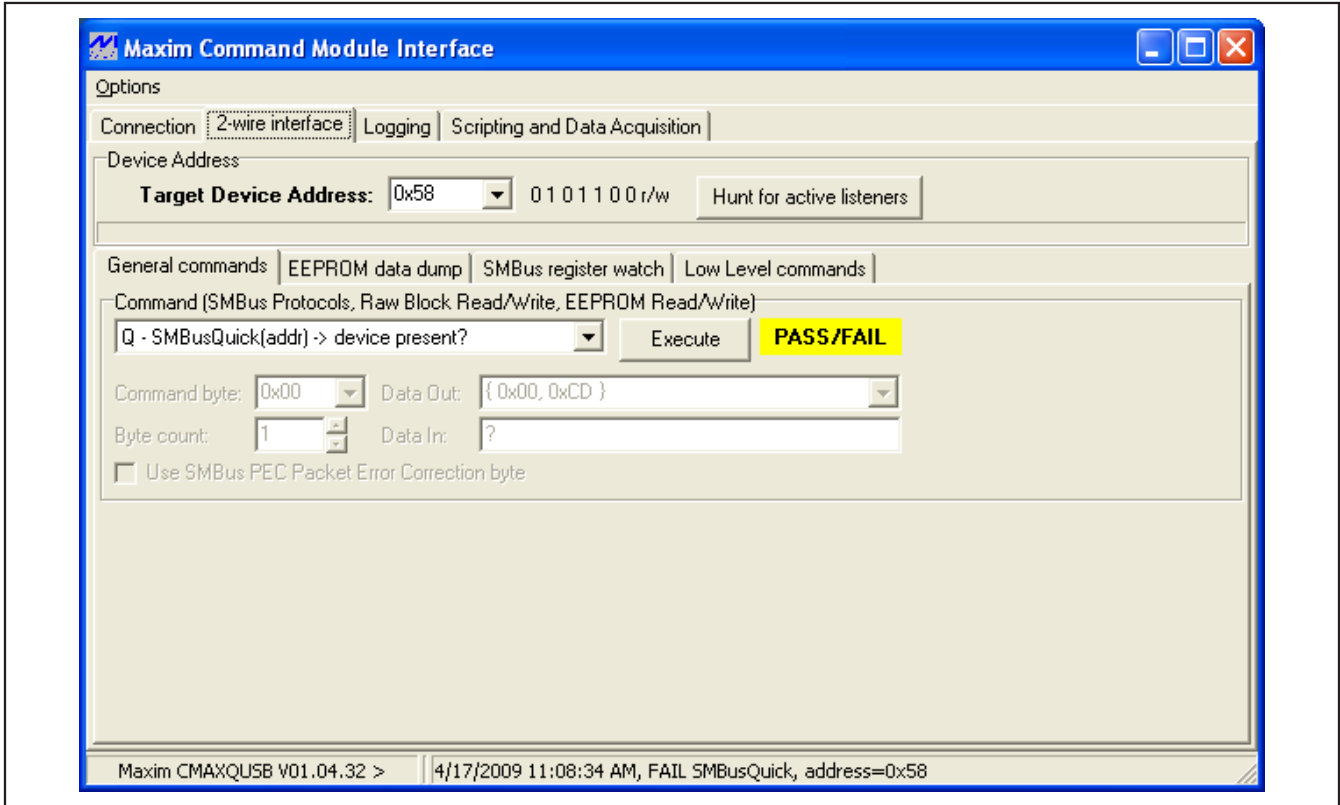 Maxim Command Module Interface
Options
Connection 2-wire interface Logging Scripting and Data Acquisition
Device Address
Target Device Address: 0x58 0 1 0 1 1 0 0 r/w Hunt for active listeners
General commands EEPROM data dump SMBus register watch Low Level commands
Command (SMBus Protocols, Raw Block Read/Write, EEPROM Read/Write)
Q - SMBusQuick(addr) -> device present? Execute PASS/FAIL
Command byte: 0x00 Data Out: { 0x00, 0xCD }
Byte count: 1 Data In: ?
Use SMBus PEC Packet Error Correction byte
Maxim CMAXQUSB V01.04.32 > 4/17/2009 11:08:34 AM, FAIL SMBusQuick, address=0x58